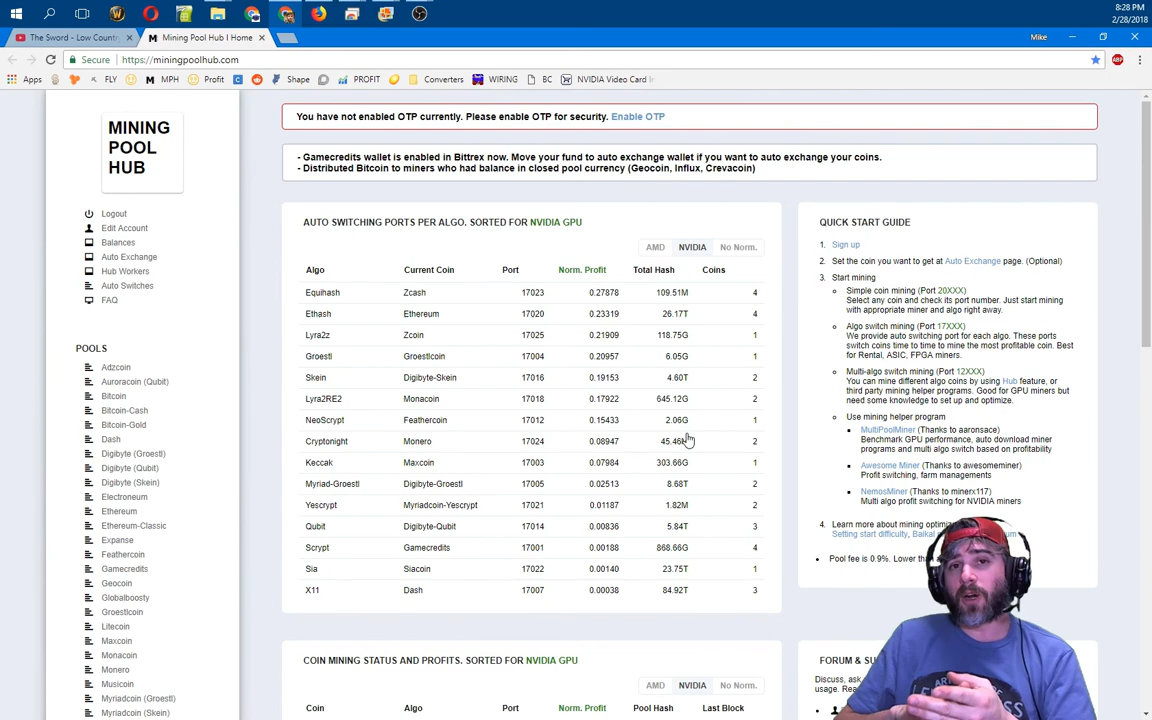 8:28 PM
2/28/2018
The Sword - Low Countr
Mining Pool Hub I Home
Mike
Secure
https://miningpoolhub.com
Apps
FLY
MPH
Profit
Shape
PROFIT
Converters
WIRING
BC
NVIDIA Video Card
MINING
POOL
HUB
Logout
Edit Account
Balances
Auto Exchange
Hub Workers
Auto Switches
FAQ
POOLS
Adzcoin
Auroracoin (Qubit)
Bitcoin
Bitcoin-Cash
Bitcoin-Gold
Dash
Digibyte (Groestl)
Digibyte (Qubit)
Digibyte (Skein)
Electroneum
Ethereum
Ethereum-Classic
Expanse
Feathercoin
Gamecredits
Geocoin
Globalboosty
Groestlcoin
Litecoin
Maxcoin
Monacoin
Monero
Musicoin
Myriadcoin (Groestl)
Myriadcoin (Skein)
You have not enabled OTP currently. Please enable OTP for security. Enable OTP
- Gamecredits wallet is enabled in Bittrex now. Move your fund to auto exchange wallet if you want to auto exchange your coins.
- Distributed Bitcoin to miners who had balance in closed pool currency (Geocoin, Influx, Crevacoin)
AUTO SWITCHING PORTS PER ALGO. SORTED FOR NVIDIA GPU
AMD NVIDIA No Norm.
Algo Current Coin Port Norm. Profit Total Hash Coins
Equihash Zcash 17023 0.27878 109.51M 4
Ethash Ethereum 17020 0.23319 26.17T 4
Lyra2z Zcoin 17025 0.21909 118.75G 1
Groestl Groestlcoin 17004 0.20957 6.05G 1
Skein Digibyte-Skein 17016 0.19153 4.60T 2
Lyra2RE2 Monacoin 17018 0.17922 645.12G 2
NeoScrypt Feathercoin 17012 0.15433 2.06G 1
Cryptonight Monero 17024 0.08947 45.46M 2
Keccak Maxcoin 17003 0.07984 303.66G 1
Myriad-Groestl Digibyte-Groestl 17005 0.02513 8.68T 2
Yescrypt Myriadcoin-Yescrypt 17021 0.01187 1.82M 2
Qubit Digibyte-Qubit 17014 0.00836 5.84T 3
Scrypt Gamecredits 17001 0.00188 868.66G 4
Sia Siacoin 17022 0.00140 23.75T 1
X11 Dash 17007 0.00038 84.92T 3
COIN MINING STATUS AND PROFITS. SORTED FOR NVIDIA GPU
AMD NVIDIA No Norm.
Coin Algo Port Norm. Profit Pool Hash Last Block
QUICK START GUIDE
1. Sign up
2. Set the coin you want to get at Auto Exchange page. (Optional)
3. Start mining
Simple coin mining (Port 20XXX)
Select any coin and check its port number. Just start mining
with appropriate miner and algo right away.
Algo switch mining (Port 17XXX)
We provide auto switching port for each algo. These ports
switch coins time to time to mine the most profitable coin. Best
for Rental, ASIC, FPGA miners.
Multi-algo switch mining (Port 12XXX)
You can mine different algo coins by using Hub feature, or
third party mining helper programs. Good for GPU miners but
need some knowledge to set up and optimize.
Use mining helper program
MultiPoolMiner (Thanks to aaronsace)
Benchmark GPU performance, auto download miner
programs and multi algo switch based on profitability
Awesome Miner (Thanks to awesomeminer)
Profit switching, farm managements
NemosMiner (Thanks to minerx117)
Multi algo profit switching for NVIDIA miners
4. Learn more about mining
Setting start difficulty, Baikal
Pool fee is 0.9%. Lower
FORUM &
Discuss, ask
usage.